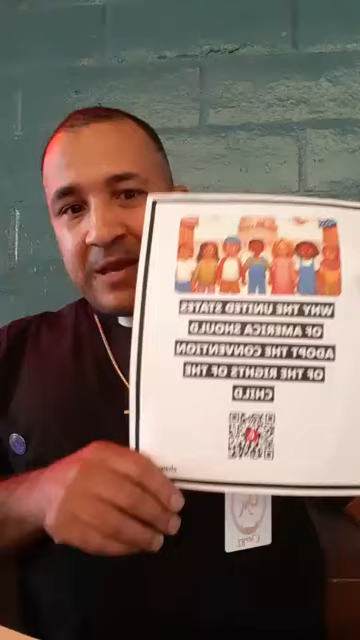 WHY THE UNITED STATES
OF AMERICA SHOULD
ADOPT THE CONVENTION
OF THE RIGHTS OF THE
CHILD